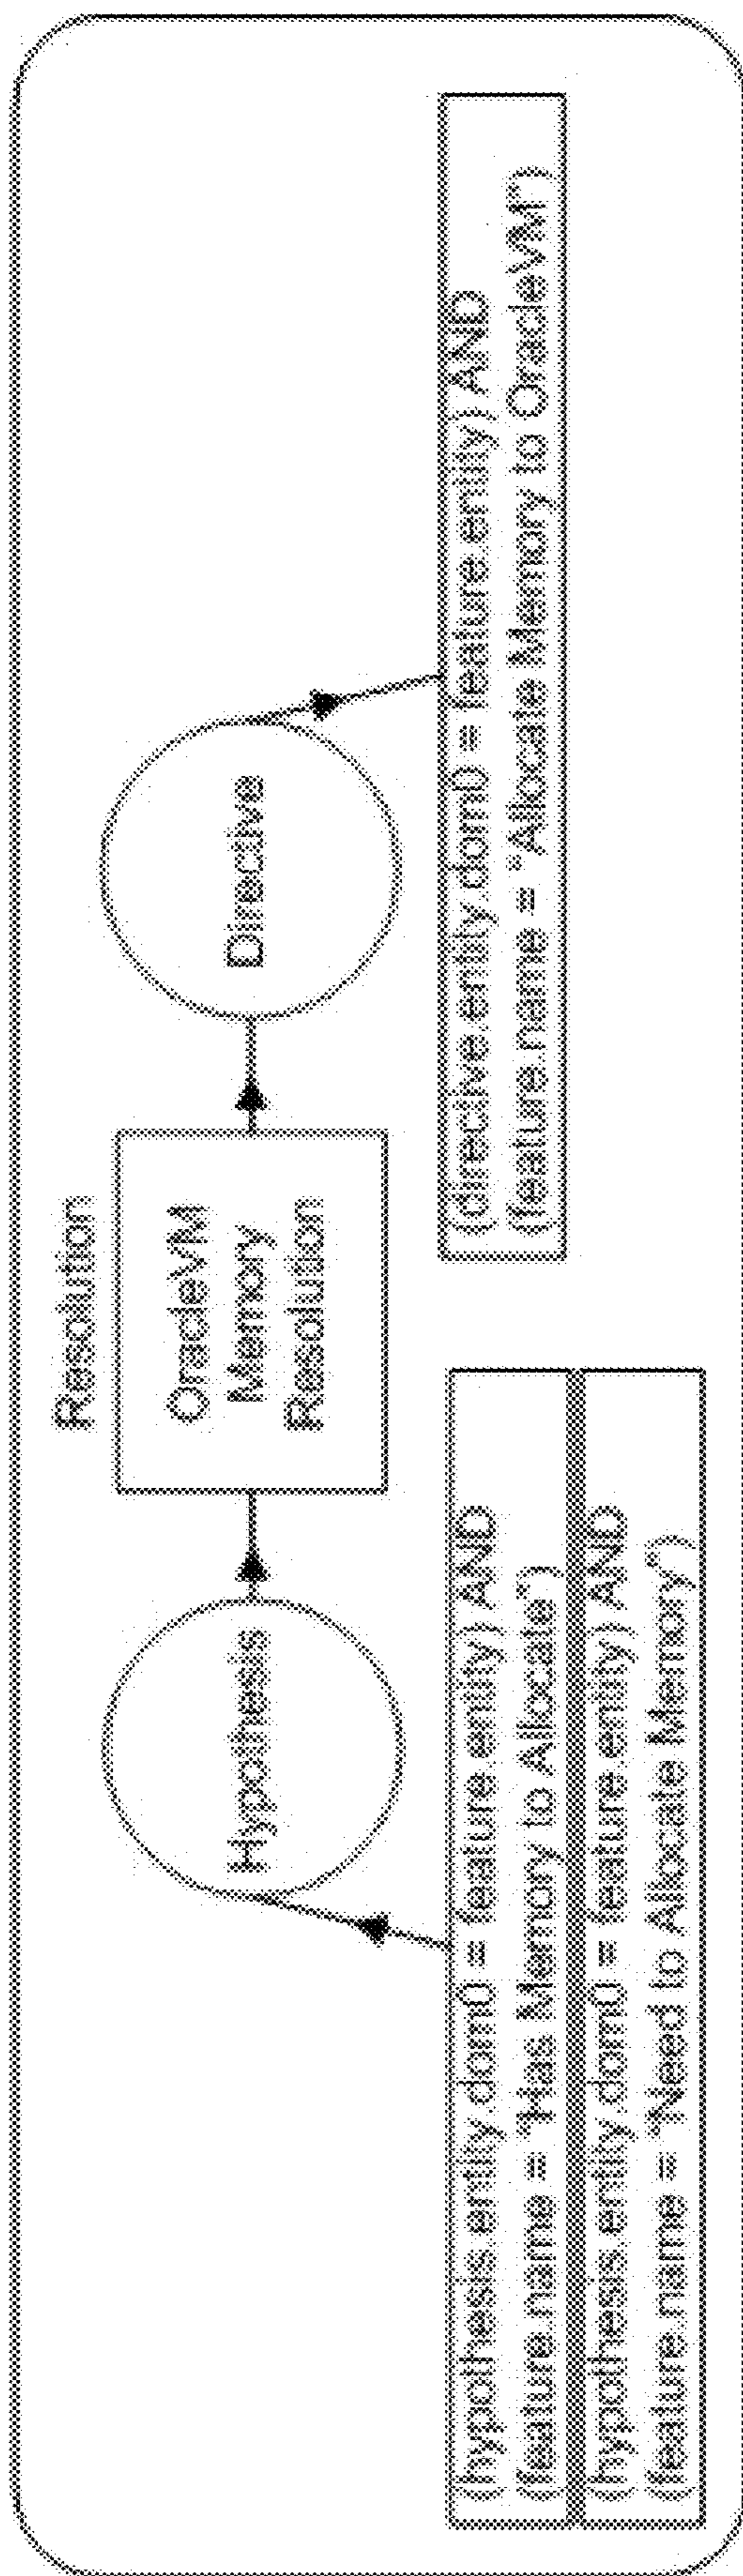 Resolution
Hypothesis
OracleVM
Memory
Resolution
Directive
(hypothesis.entity.dom0 = feature.entity) AND
(feature.name = "Has Memory to Allocate")
(hypothesis.entity.dom0 = feature.entity) AND
(feature.name = "Need to Allocate Memory")
(directive.entity.dom0 = feature.entity) AND
(feature.name = "Allocate Memory to OracleVM")